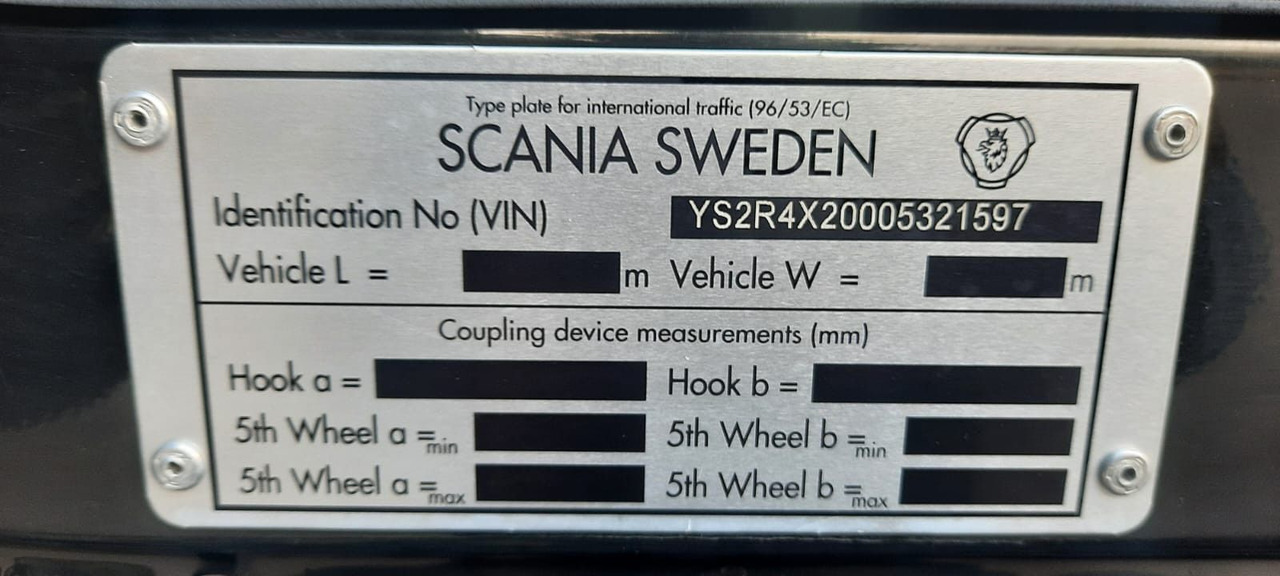 Type plate for international traffic (96/53/EC)
SCANIA SWEDEN
Identification No (VIN) YS2R4X20005321597
Vehicle L = m Vehicle W = m
Coupling device measurements (mm)
Hook a = Hook b =
5th Wheel a =min 5th Wheel b =min
5th Wheel a =max 5th Wheel b =max